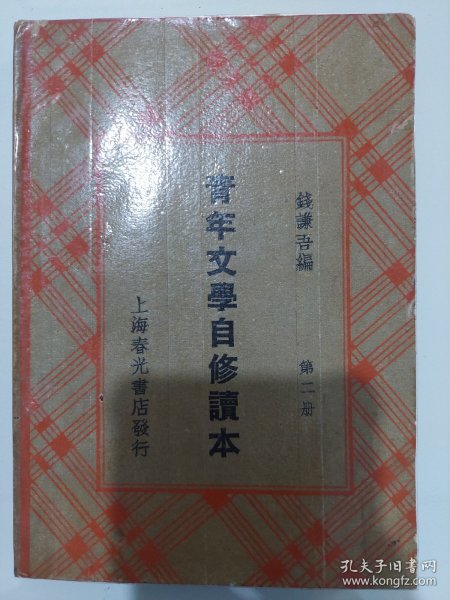 錢謙吾編
第二册
青年文學自修讀本
上海春光書店發行
孔夫子旧书网
www.kongfz.com